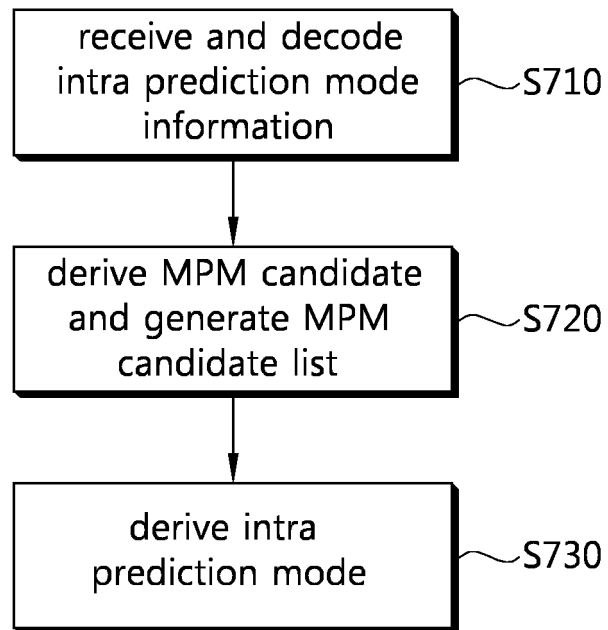 receive and decode
intra prediction mode
information
S710
derive MPM candidate
and generate MPM
candidate list
S720
derive intra
prediction mode
S730